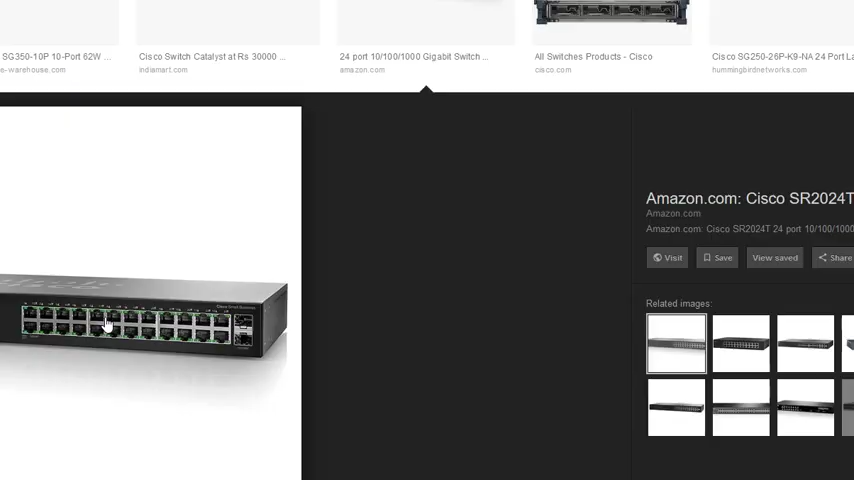 SG350-10P 10-Port 62W ...
e-warehouse.com
Cisco Switch Catalyst at Rs 30000 ...
indiamart.com
24 port 10/100/1000 Gigabit Switch ...
amazon.com
All Switches Products - Cisco
cisco.com
Cisco SG250-26P-K9-NA 24 Port La
hummingbirdnetworks.com
Amazon.com: Cisco SR2024T
Amazon.com
Amazon.com: Cisco SR2024T 24 port 10/100/1000
Visit
Save
View saved
Share
Related images: